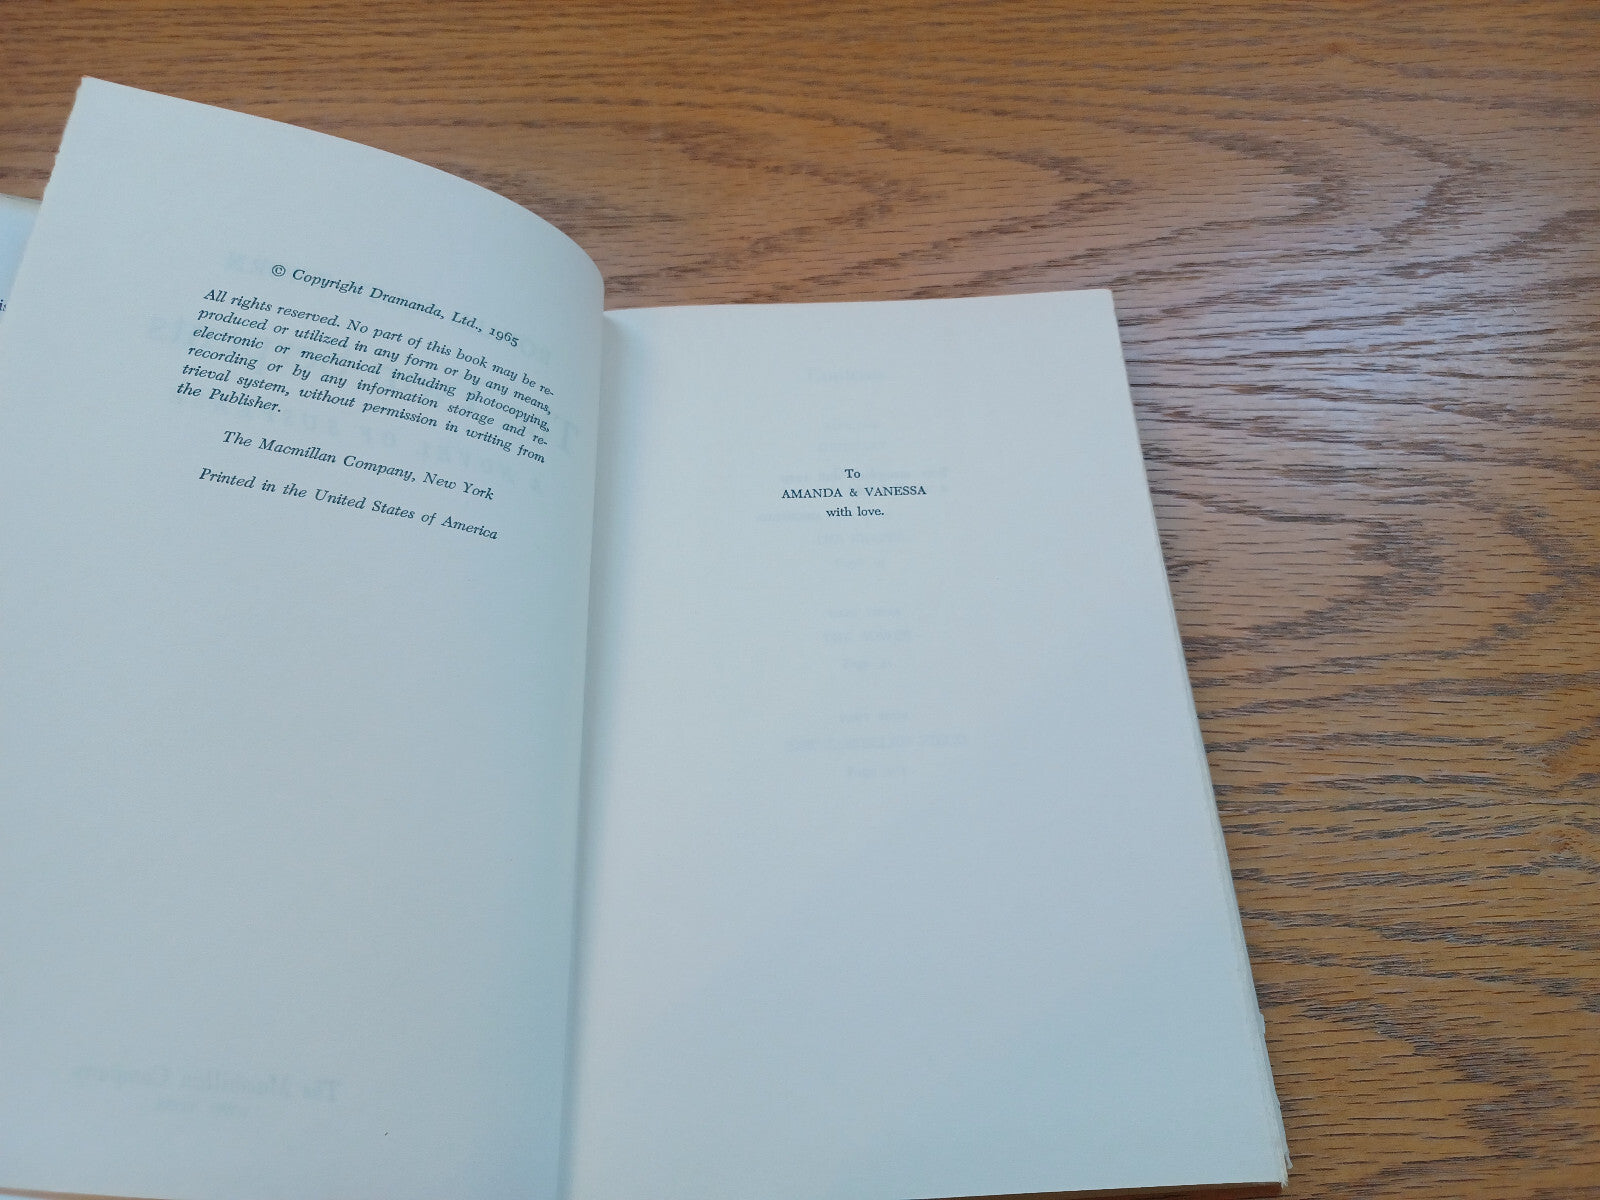 © Copyright Dramanda, Ltd., 1965
All rights reserved. No part of this book may be re-
produced or utilized in any form or by any means,
electronic or mechanical including photocopying,
recording or by any information storage and re-
trieval system, without permission in writing from
the Publisher.
The Macmillan Company, New York
Printed in the United States of America
To
AMANDA & VANESSA
with love.